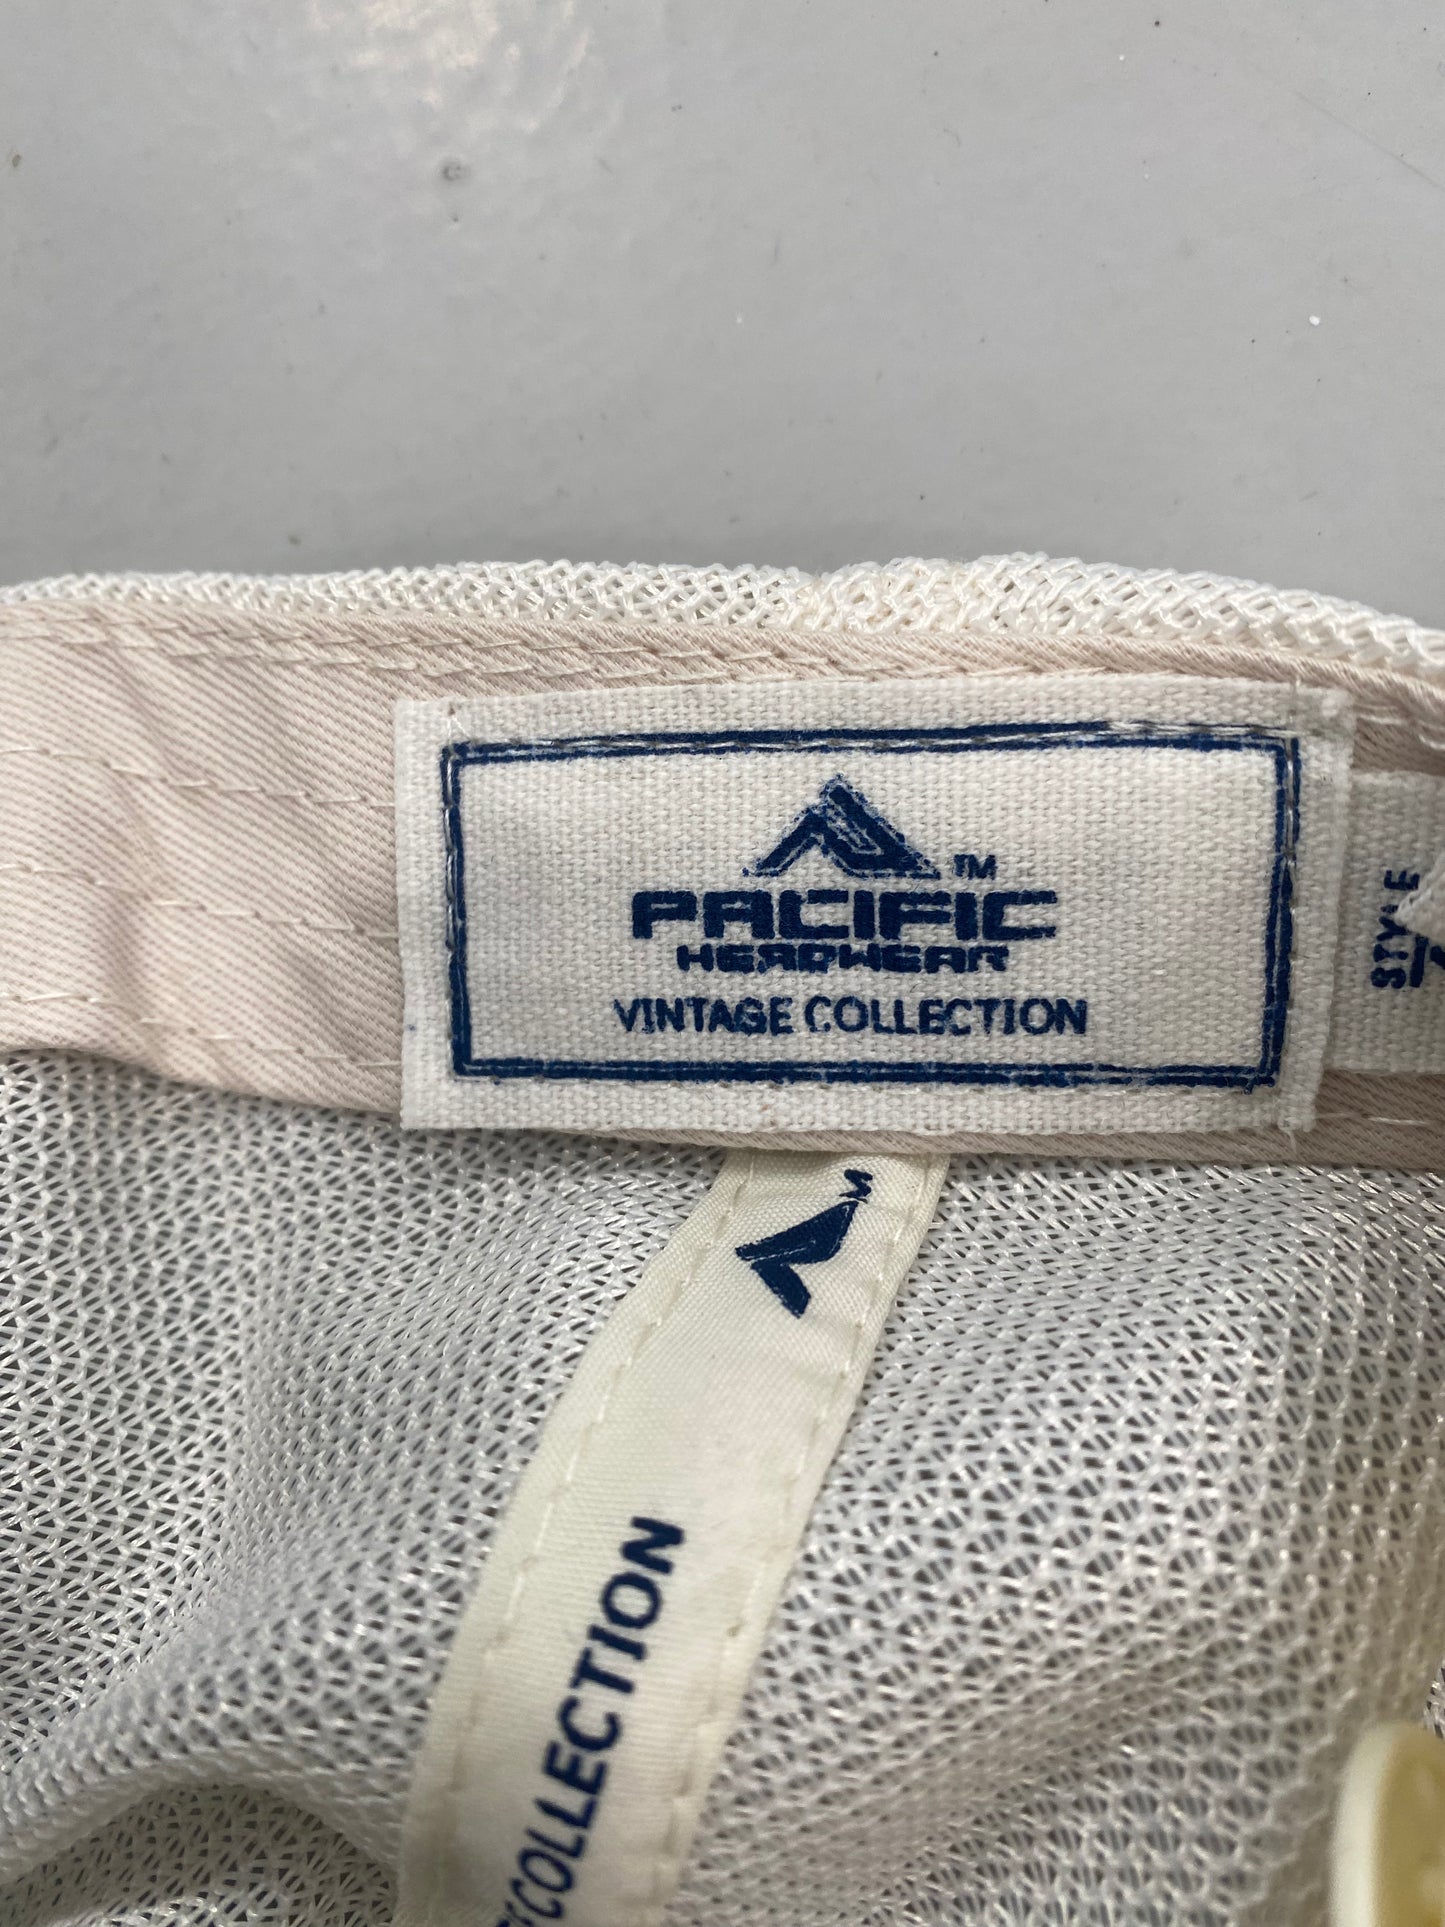 TM
PACIFIC
HEADWEAR
VINTAGE COLLECTION
STYLE
COLLECTION